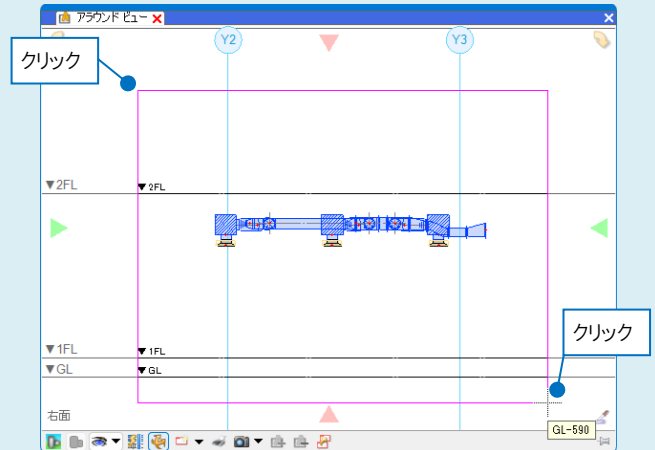 アラウンド ビュー
クリック
Y2
Y3
▼2FL
▼2FL
クリック
▼1FL
▼1FL
▼GL
▼GL
右面
GL-590